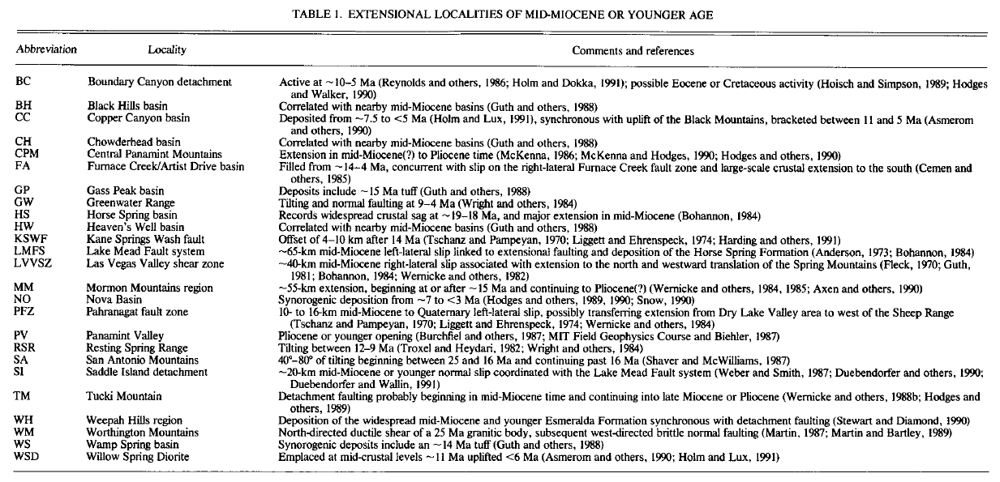 TABLE 1. EXTENSIONAL LOCALITIES OF MID-MIOCENE OR YOUNGER AGE
Abbreviation Locality Comments and references
BC Boundary Canyon detachment Active at ~10–5 Ma (Reynolds and others, 1986; Holm and Dokka, 1991); possible Eocene or Cretaceous activity (Hoisch and Simpson, 1989; Hodges
and Walker, 1990)
BH Black Hills basin Correlated with nearby mid-Miocene basins (Guth and others, 1988)
CC Copper Canyon basin Deposited from ~7.5 to <5 Ma (Holm and Lux, 1991), synchronous with uplift of the Black Mountains, bracketed between 11 and 5 Ma (Asmerom
and others, 1990)
CH Chowderhead basin Correlated with nearby mid-Miocene basins (Guth and others, 1988)
CPM Central Panamint Mountains Extension in mid-Miocene(?) to Pliocene time (McKenna, 1986; McKenna and Hodges, 1990; Hodges and others, 1990)
FA Furnace Creek/Artist Drive basin Filled from ~14–4 Ma, concurrent with slip on the right-lateral Furnace Creek fault zone and large-scale crustal extension to the south (Cemen and
others, 1985)
GP Gass Peak basin Deposits include ~15 Ma tuff (Guth and others, 1988)
GW Greenwater Range Tilting and normal faulting at 9–4 Ma (Wright and others, 1984)
HS Horse Spring basin Records widespread crustal sag at ~19–18 Ma, and major extension in mid-Miocene (Bohannon, 1984)
HW Heaven's Well basin Correlated with nearby mid-Miocene basins (Guth and others, 1988)
KSWF Kane Springs Wash fault Offset of 4–10 km after 14 Ma (Tschanz and Pampeyan, 1970; Liggett and Ehrenspeck, 1974; Harding and others, 1991)
LMFS Lake Mead Fault system ~65-km mid-Miocene left-lateral slip linked to extensional faulting and deposition of the Horse Spring Formation (Anderson, 1973; Bohannon, 1984)
LVVSZ Las Vegas Valley shear zone ~40-km mid-Miocene right-lateral slip associated with extension to the north and westward translation of the Spring Mountains (Fleck, 1970; Guth,
1981; Bohannon, 1984; Wernicke and others, 1982)
MM Mormon Mountains region ~55-km extension, beginning at or after ~15 Ma and continuing to Pliocene(?) (Wernicke and others, 1984, 1985; Axen and others, 1990)
NO Nova Basin Synorogenic deposition from ~7 to <3 Ma (Hodges and others, 1989, 1990; Snow, 1990)
PFZ Pahranagat fault zone 10- to 16-km mid-Miocene to Quaternary left-lateral slip, possibly transferring extension from Dry Lake Valley area to west of the Sheep Range
(Tschanz and Pampeyan, 1970; Liggett and Ehrenspeck, 1974; Wernicke and others, 1984)
PV Panamint Valley Pliocene or younger opening (Burchfiel and others, 1987; MIT Field Geophysics Course and Biehler, 1987)
RSR Resting Spring Range Tilting between 12–9 Ma (Troxel and Heydari, 1982; Wright and others, 1984)
SA San Antonio Mountains 40°–80° of tilting beginning between 25 and 16 Ma and continuing past 16 Ma (Shaver and McWilliams, 1987)
SI Saddle Island detachment ~20-km mid-Miocene or younger normal slip coordinated with the Lake Mead Fault system (Weber and Smith, 1987; Duebendorfer and others, 1990;
Duebendorfer and Wallin, 1991)
TM Tucki Mountain Detachment faulting probably beginning in mid-Miocene time and continuing into late Miocene or Pliocene (Wernicke and others, 1988b; Hodges and
others, 1989)
WH Weepah Hills region Deposition of the widespread mid-Miocene and younger Esmeralda Formation synchronous with detachment faulting (Stewart and Diamond, 1990)
WM Worthington Mountains North-directed ductile shear of a 25 Ma granitic body, subsequent west-directed brittle normal faulting (Martin, 1987; Martin and Bartley, 1989)
WS Wamp Spring basin Synorogenic deposits include an ~14 Ma tuff (Guth and others, 1988)
WSD Willow Spring Diorite Emplaced at mid-crustal levels ~11 Ma uplifted <6 Ma (Asmerom and others, 1990; Holm and Lux, 1991)